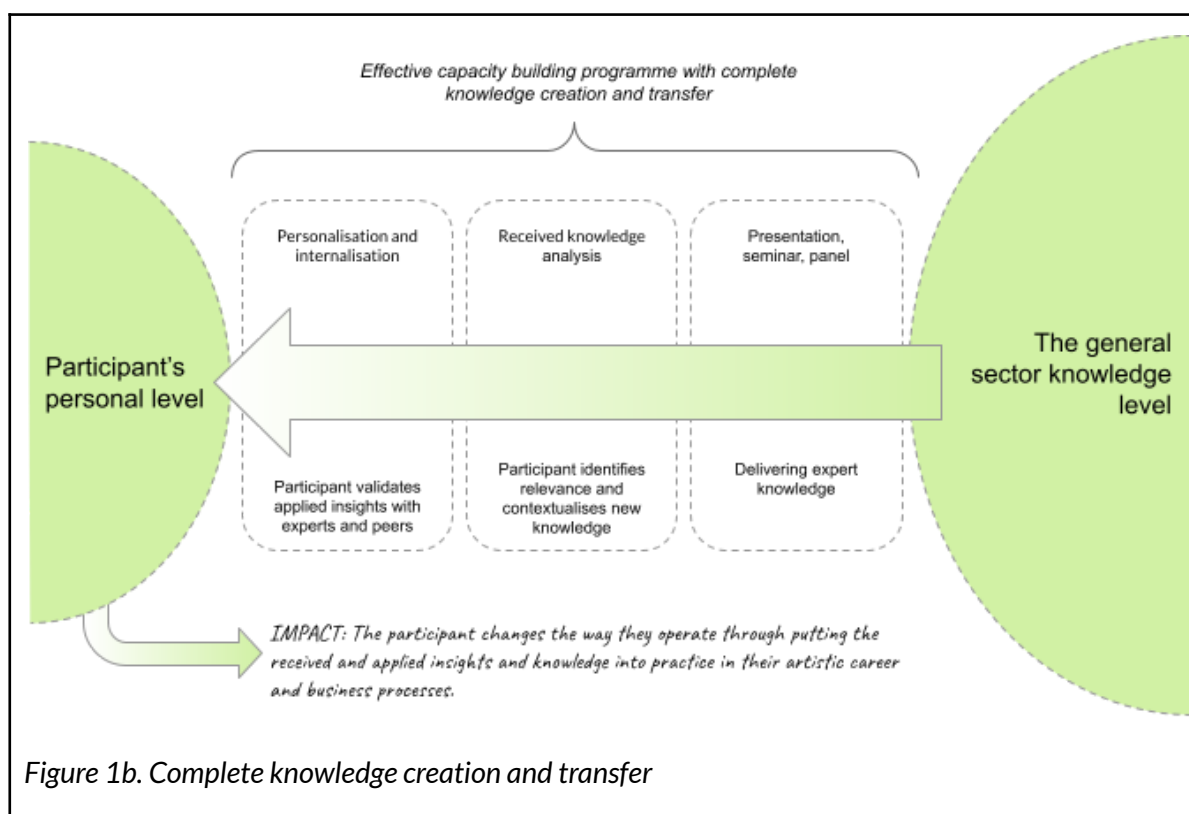 Effective capacity building programme with complete
knowledge creation and transfer
Personalisation and
internalisation
Received knowledge
analysis
Presentation,
seminar, panel
Participant's
personal level
The general
sector knowledge
level
Participant validates
applied insights with
experts and peers
Participant identifies
relevance and
contextualises new
knowledge
Delivering expert
knowledge
IMPACT: The participant changes the way they operate through putting the
received and applied insights and knowledge into practice in their artistic career
and business processes.
Figure 1b. Complete knowledge creation and transfer